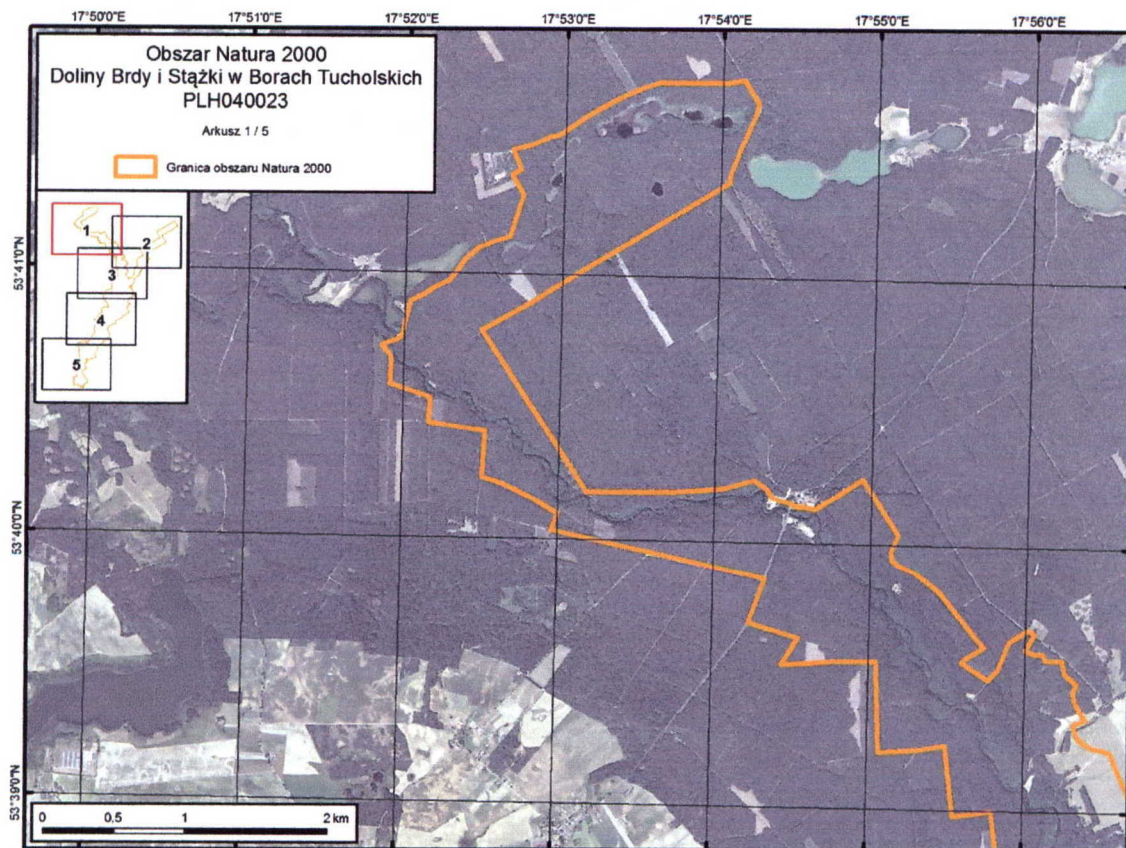 17°50'0"E
17°51'0"E
17°52'0"E
17°53'0"E
17°54'0"E
17°55'0"E
17°56'0"E
Obszar Natura 2000
Doliny Brdy i Stążki w Borach Tucholskich
PLH040023
Arkusz 1 / 5
Granica obszaru Natura 2000
1
2
3
4
5
53°41'0"N
53°40'0"N
53°39'0"N
0 0,5 1 2 km